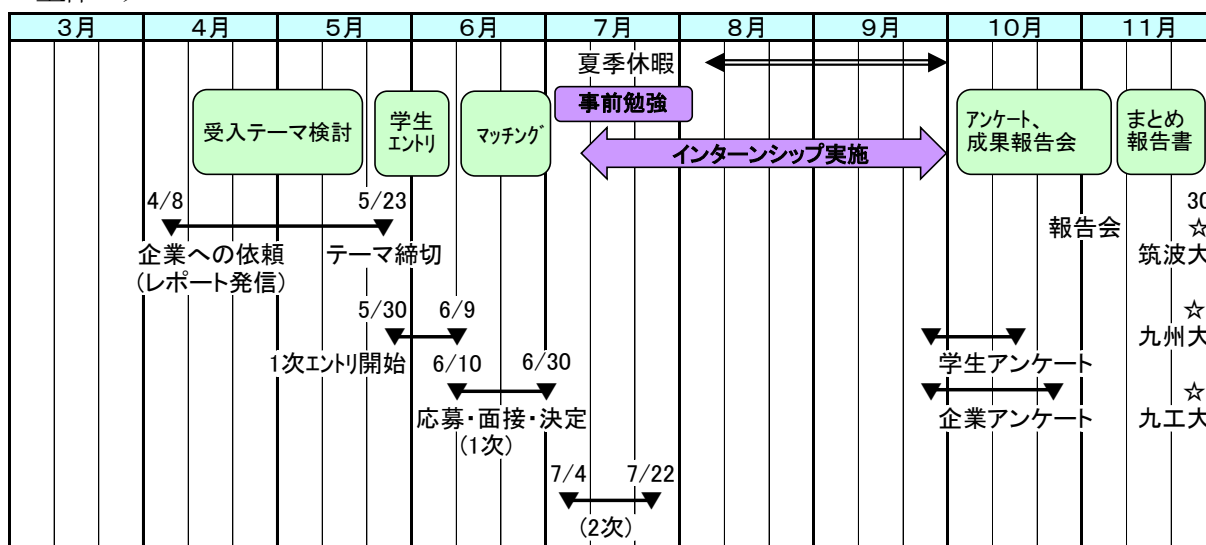 3月 4月 5月 6月 7月 8月 9月 10月 11月
夏季休暇
事前勉強
受入テーマ検討
学生
エントリ
マッチング
インターンシップ実施
アンケート、
成果報告会
まとめ
報告書
4/8 5/23
企業への依頼
(レポート発信)
テーマ締切
報告会
30
☆
筑波大
5/30 6/9
1次エントリ開始
☆
九州大
学生アンケート
6/10 6/30
応募・面接・決定
(1次)
☆
九工大
企業アンケート
7/4 7/22
(2次)